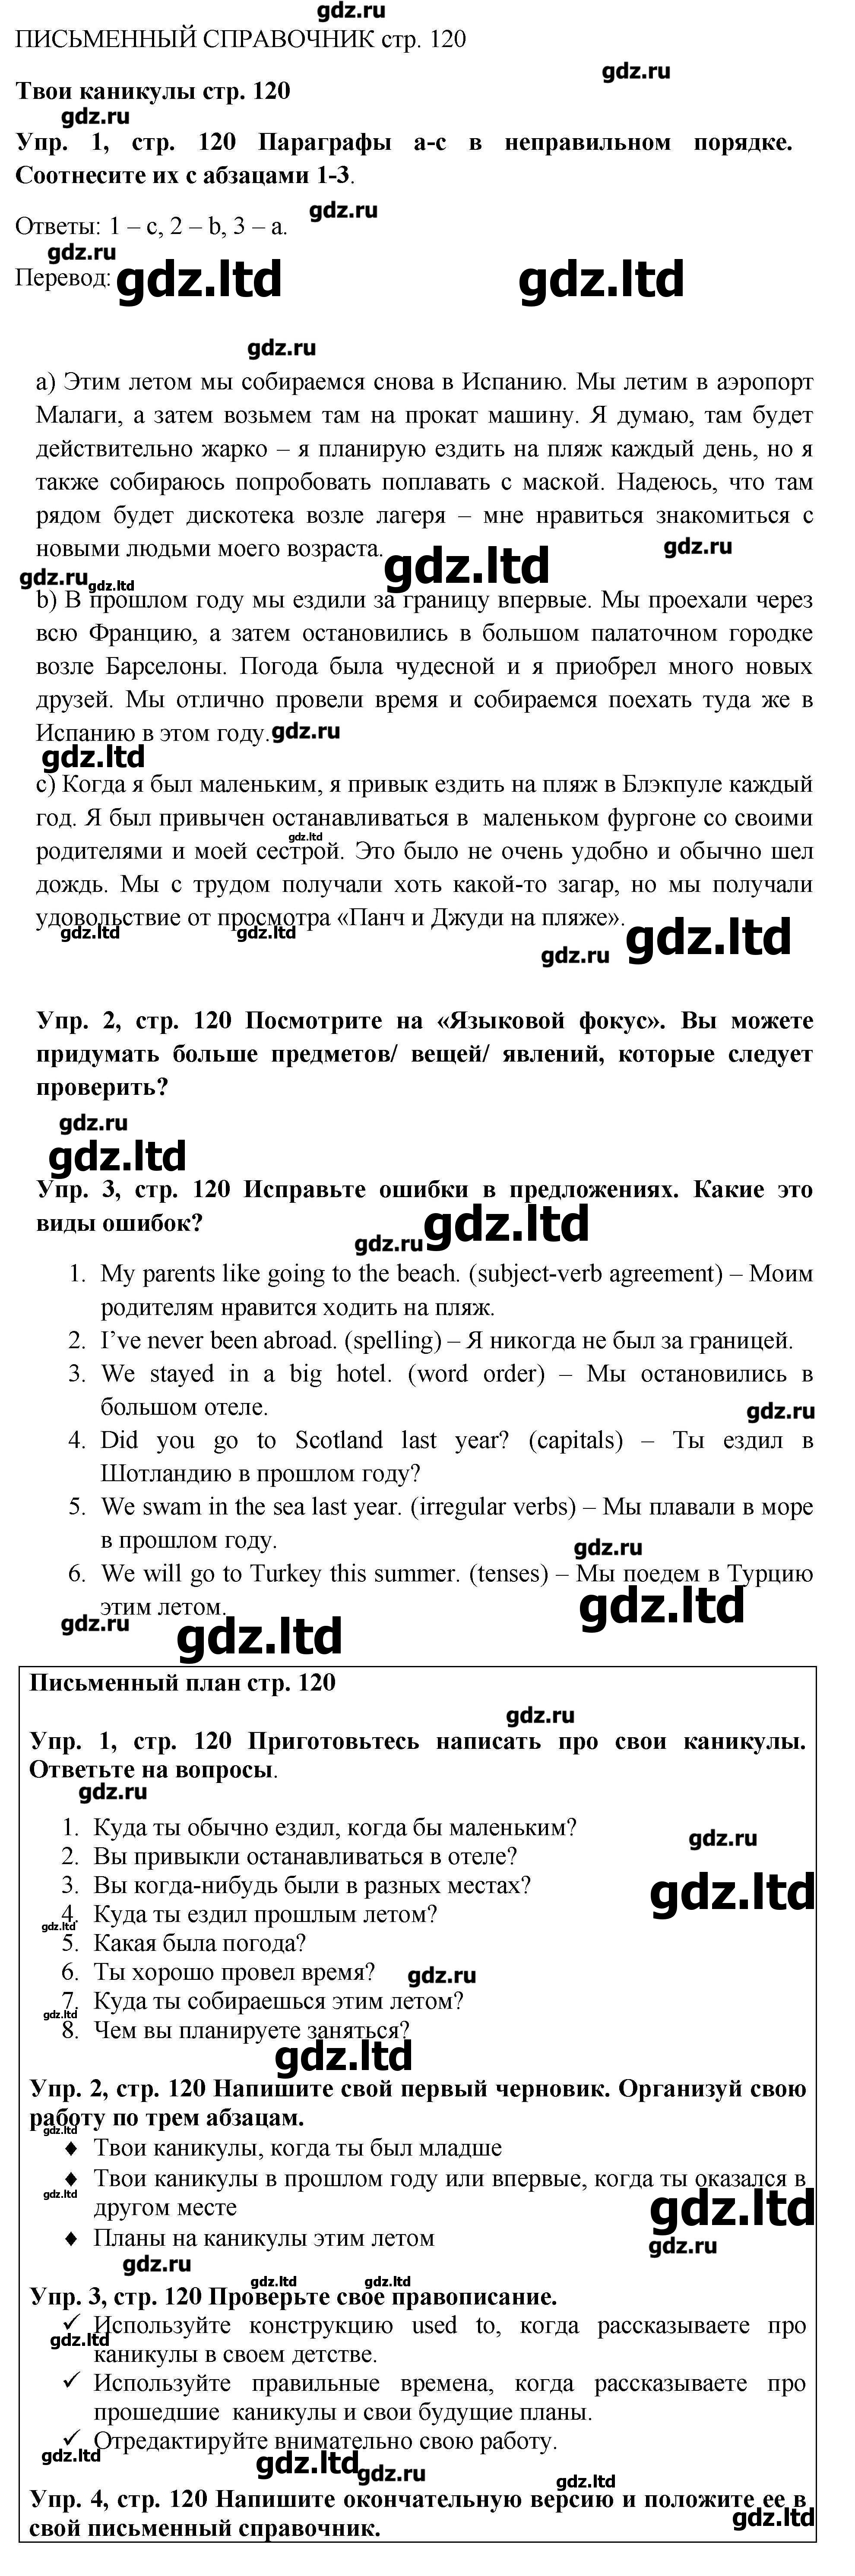 gdz.ru
ПИСЬМЕННЫЙ СПРАВОЧНИК стр. 120
gdz.ru
Твои каникулы стр. 120
gdz.ru
Упр. 1, стр. 120 Параграфы a-c в неправильном порядке.
Соотнесите их с абзацами 1-3.
gdz.ru
Ответы: 1 – c, 2 – b, 3 – a.
gdz.ru
Перевод: gdz.ltd gdz.ltd
gdz.ru
a) Этим летом мы собираемся снова в Испанию. Мы летим в аэропорт
Малаги, а затем возьмем там на прокат машину. Я думаю, там будет
действительно жарко – я планирую ездить на пляж каждый день, но я
также собираюсь попробовать поплавать с маской. Надеюсь, что там
рядом будет дискотека возле лагеря – мне нравиться знакомиться с
новыми людьми моего возраста. gdz.ltd gdz.ru
gdz.ru gdz.ltd
b) В прошлом году мы ездили за границу впервые. Мы проехали через
всю Францию, а затем остановились в большом палаточном городке
возле Барселоны. Погода была чудесной и я приобрел много новых
друзей. Мы отлично провели время и собираемся поехать туда же в
Испанию в этом году. gdz.ru
gdz.ltd
c) Когда я был маленьким, я привык ездить на пляж в Блэкпуле каждый
год. Я был привычен останавливаться в маленьком фургоне со своими
gdz.ltd
родителями и моей сестрой. Это было не очень удобно и обычно шел
дождь. Мы с трудом получали хоть какой-то загар, но мы получали
удовольствие от просмотра «Панч и Джуди на пляже».
gdz.ltd gdz.ltd gdz.ru gdz.ltd
Упр. 2, стр. 120 Посмотрите на «Языковой фокус». Вы можете
придумать больше предметов/ вещей/ явлений, которые следует
проверить?
gdz.ru
gdz.ltd
Упр. 3, стр. 120 Исправьте ошибки в предложениях. Какие это
виды ошибок?
gdz.ru gdz.ltd
1. My parents like going to the beach. (subject-verb agreement) – Моим
родителям нравится ходить на пляж.
2. I’ve never been abroad. (spelling) – Я никогда не был за границей.
3. We stayed in a big hotel. (word order) – Мы остановились в
большом отеле.
gdz.ru
4. Did you go to Scotland last year? (capitals) – Ты ездил в
Шотландию в прошлом году?
5. We swam in the sea last year. (irregular verbs) – Мы плавали в море
в прошлом году.
gdz.ru
6. We will go to Turkey this summer. (tenses) – Мы поедем в Турцию
этим летом.
gdz.ru gdz.ltd gdz.ltd
Письменный план стр. 120
gdz.ru
Упр. 1, стр. 120 Приготовьтесь написать про свои каникулы.
Ответьте на вопросы.
gdz.ru
1. Куда ты обычно ездил, когда бы маленьким?
gdz.ru
2. Вы привыкли останавливаться в отеле?
3. Вы когда-нибудь были в разных местах?
gdz.ltd
4. Куда ты ездил прошлым летом?
gdz.ltd
5. Какая была погода?
6. Ты хорошо провел время? gdz.ru
7. Куда ты собираешься этим летом?
gdz.ltd
8. Чем вы планируете заняться?
gdz.ltd
Упр. 2, стр. 120 Напишите свой первый черновик. Организуй свою
работу по трем абзацам.
gdz.ltd
♦ Твои каникулы, когда ты был младше
♦ Твои каникулы в прошлом году или впервые, когда ты оказался в
gdz.ltd
другом месте
gdz.ltd
♦ Планы на каникулы этим летом
gdz.ru
gdz.ru
gdz.ltd gdz.ltd
Упр. 3, стр. 120 Проверьте свое правописание.
✓ Используйте конструкцию used to, когда рассказываете про
gdz.ltd
каникулы в своем детстве.
✓ Используйте правильные времена, когда рассказываете про
прошедшие каникулы и свои будущие планы.
✓ Отредактируйте внимательно свою работу.
gdz.ltd gdz.ltd gdz.ru gdz.ltd
Упр. 4, стр. 120 Напишите окончательную версию и положите ее в
gdz.ltd
свой письменный справочник.